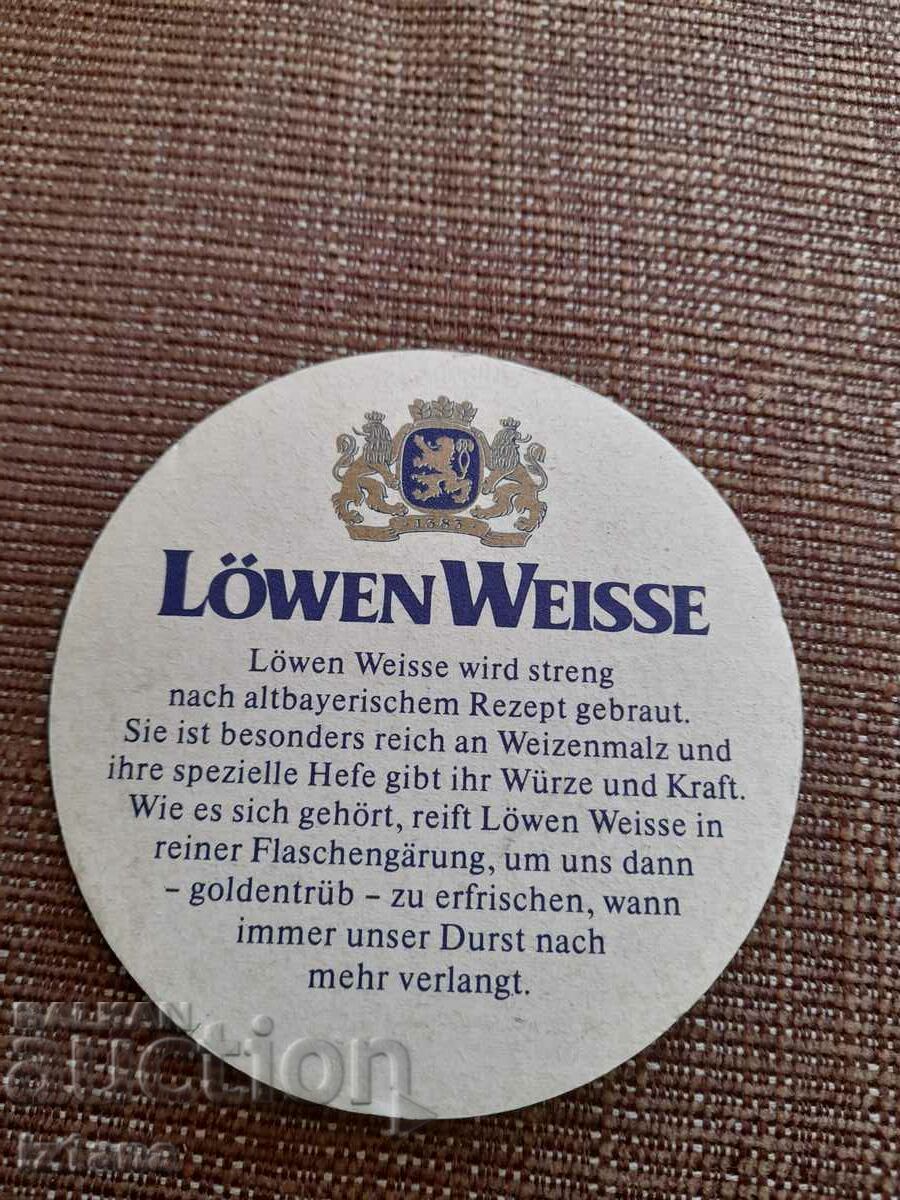 1383
LÖWEN WEISSE
Löwen Weisse wird streng
nach altbayerischem Rezept gebraut.
Sie ist besonders reich an Weizenmalz und
ihre spezielle Hefe gibt ihr Würze und Kraft.
Wie es sich gehört, reift Löwen Weisse in
reiner Flaschengärung, um uns dann
– goldentrüb – zu erfrischen, wann
immer unser Durst nach
mehr verlangt.
BALKAN
auction
iztana